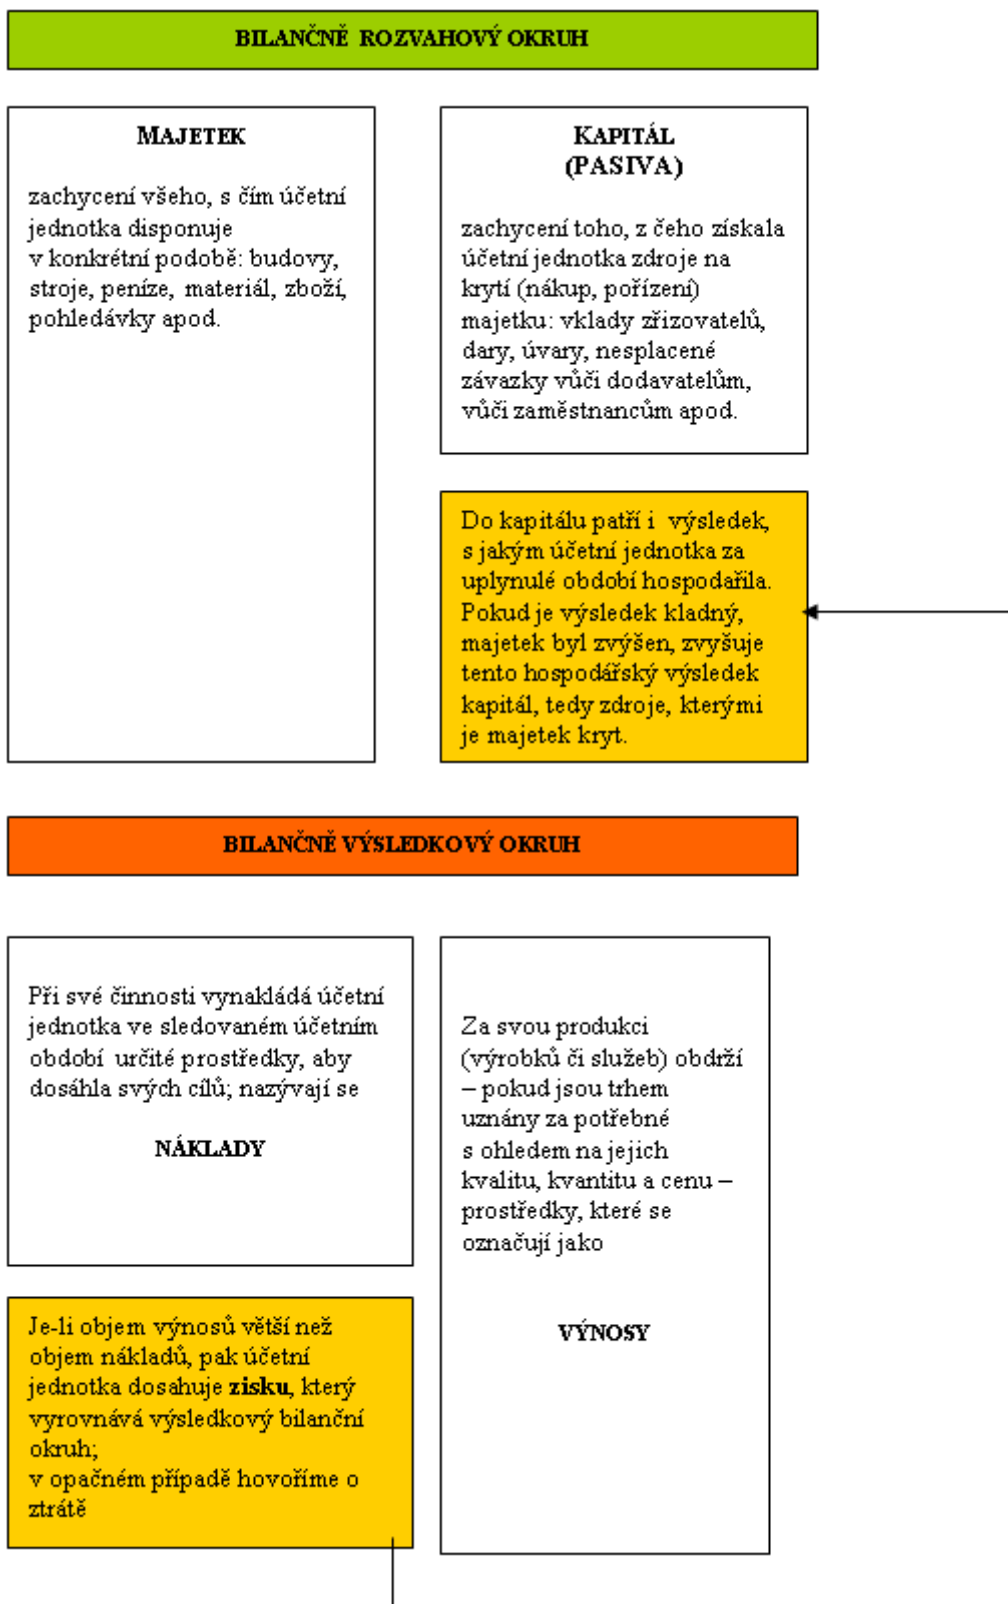 BILANČNĚ ROZVAHOVÝ OKRUH
MAJETEK
zachycení všeho, s čím účetní
jednotka disponuje
v konkrétní podobě: budovy,
stroje, peníze, materiál, zboží,
pohledávky apod.
KAPITÁL
(PASIVA)
zachycení toho, z čeho získala
účetní jednotka zdroje na
krytí (nákup, pořízení)
majetku: vklady zřizovatelů,
dary, úvary, nesplacené
závazky vůči dodavatelům,
vůči zaměstnancům apod.
Do kapitálu patří i výsledek,
s jakým účetní jednotka za
uplynulé období hospodařila.
Pokud je výsledek kladný,
majetek byl zvýšen, zvyšuje
tento hospodářský výsledek
kapitál, tedy zdroje, kterými
je majetek kryt.
BILANČNĚ VÝSLEDKOVÝ OKRUH
Při své činnosti vynakládá účetní
jednotka ve sledovaném účetním
období určité prostředky, aby
dosáhla svých cílů; nazývají se
NÁKLADY
Je-li objem výnosů větší než
objem nákladů, pak účetní
jednotka dosahuje zisku, který
vyrovnává výsledkový bilanční
okruh;
v opačném případě hovoříme o
ztrátě
Za svou produkci
(výrobků či služeb) obdrží
– pokud jsou trhem
uznány za potřebné
s ohledem na jejich
kvalitu, kvantitu a cenu –
prostředky, které se
označují jako
VÝNOSY